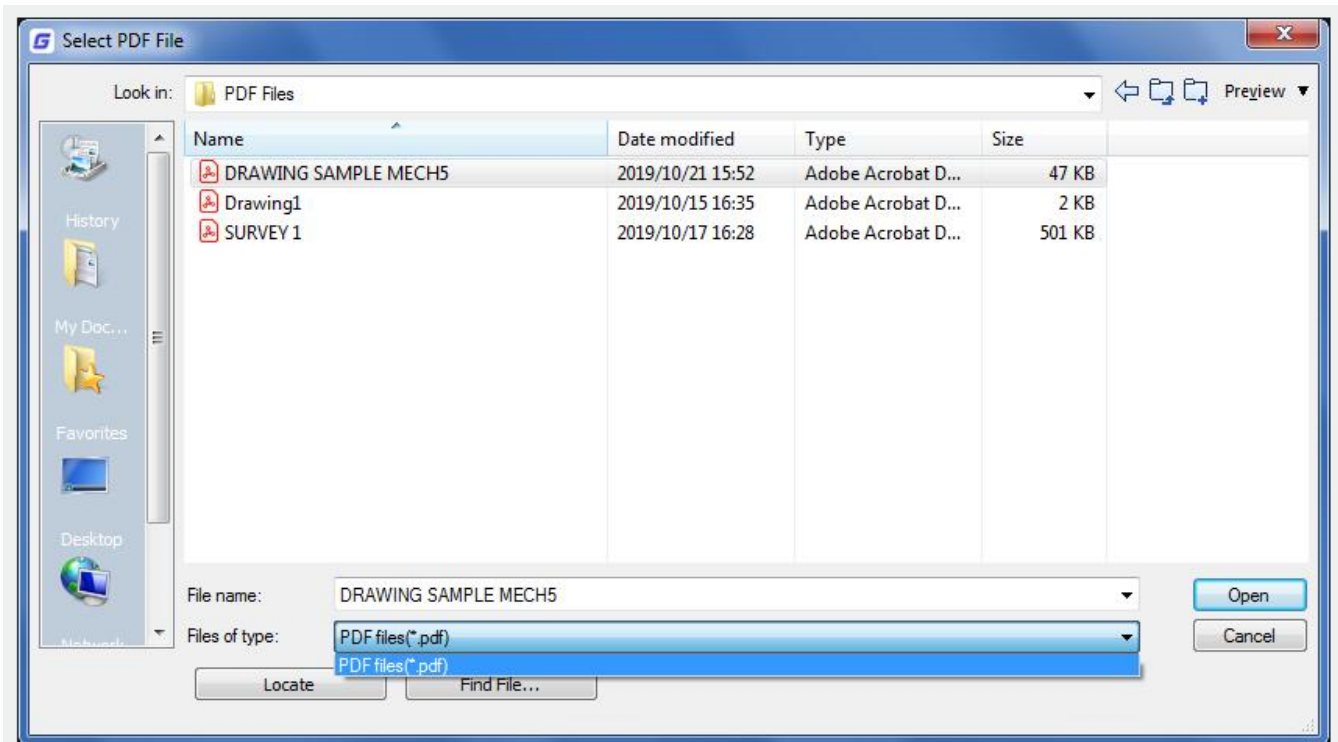 Select PDF File
Look in: PDF Files Preview
Name Date modified Type Size
DRAWING SAMPLE MECH5 2019/10/21 15:52 Adobe Acrobat D... 47 KB
Drawing1 2019/10/15 16:35 Adobe Acrobat D... 2 KB
SURVEY 1 2019/10/17 16:28 Adobe Acrobat D... 501 KB
History
My Doc...
Favorites
Desktop
File name: DRAWING SAMPLE MECH5 Open
Files of type: PDF files(*.pdf) Cancel
PDF files(*.pdf)
Locate Find File...